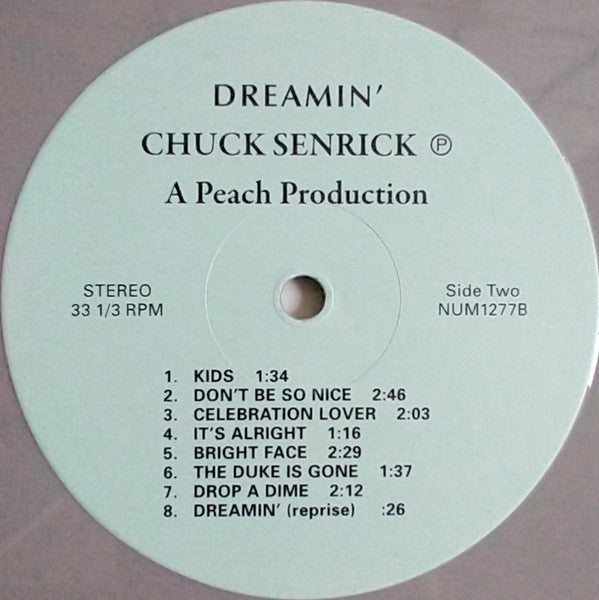 DREAMIN'
CHUCK SENRICK ℗
A Peach Production
STEREO
33 1/3 RPM
Side Two
NUM1277B
1. KIDS 1:34
2. DON'T BE SO NICE 2:46
3. CELEBRATION LOVER 2:03
4. IT'S ALRIGHT 1:16
5. BRIGHT FACE 2:29
6. THE DUKE IS GONE 1:37
7. DROP A DIME 2:12
8. DREAMIN' (reprise) :26